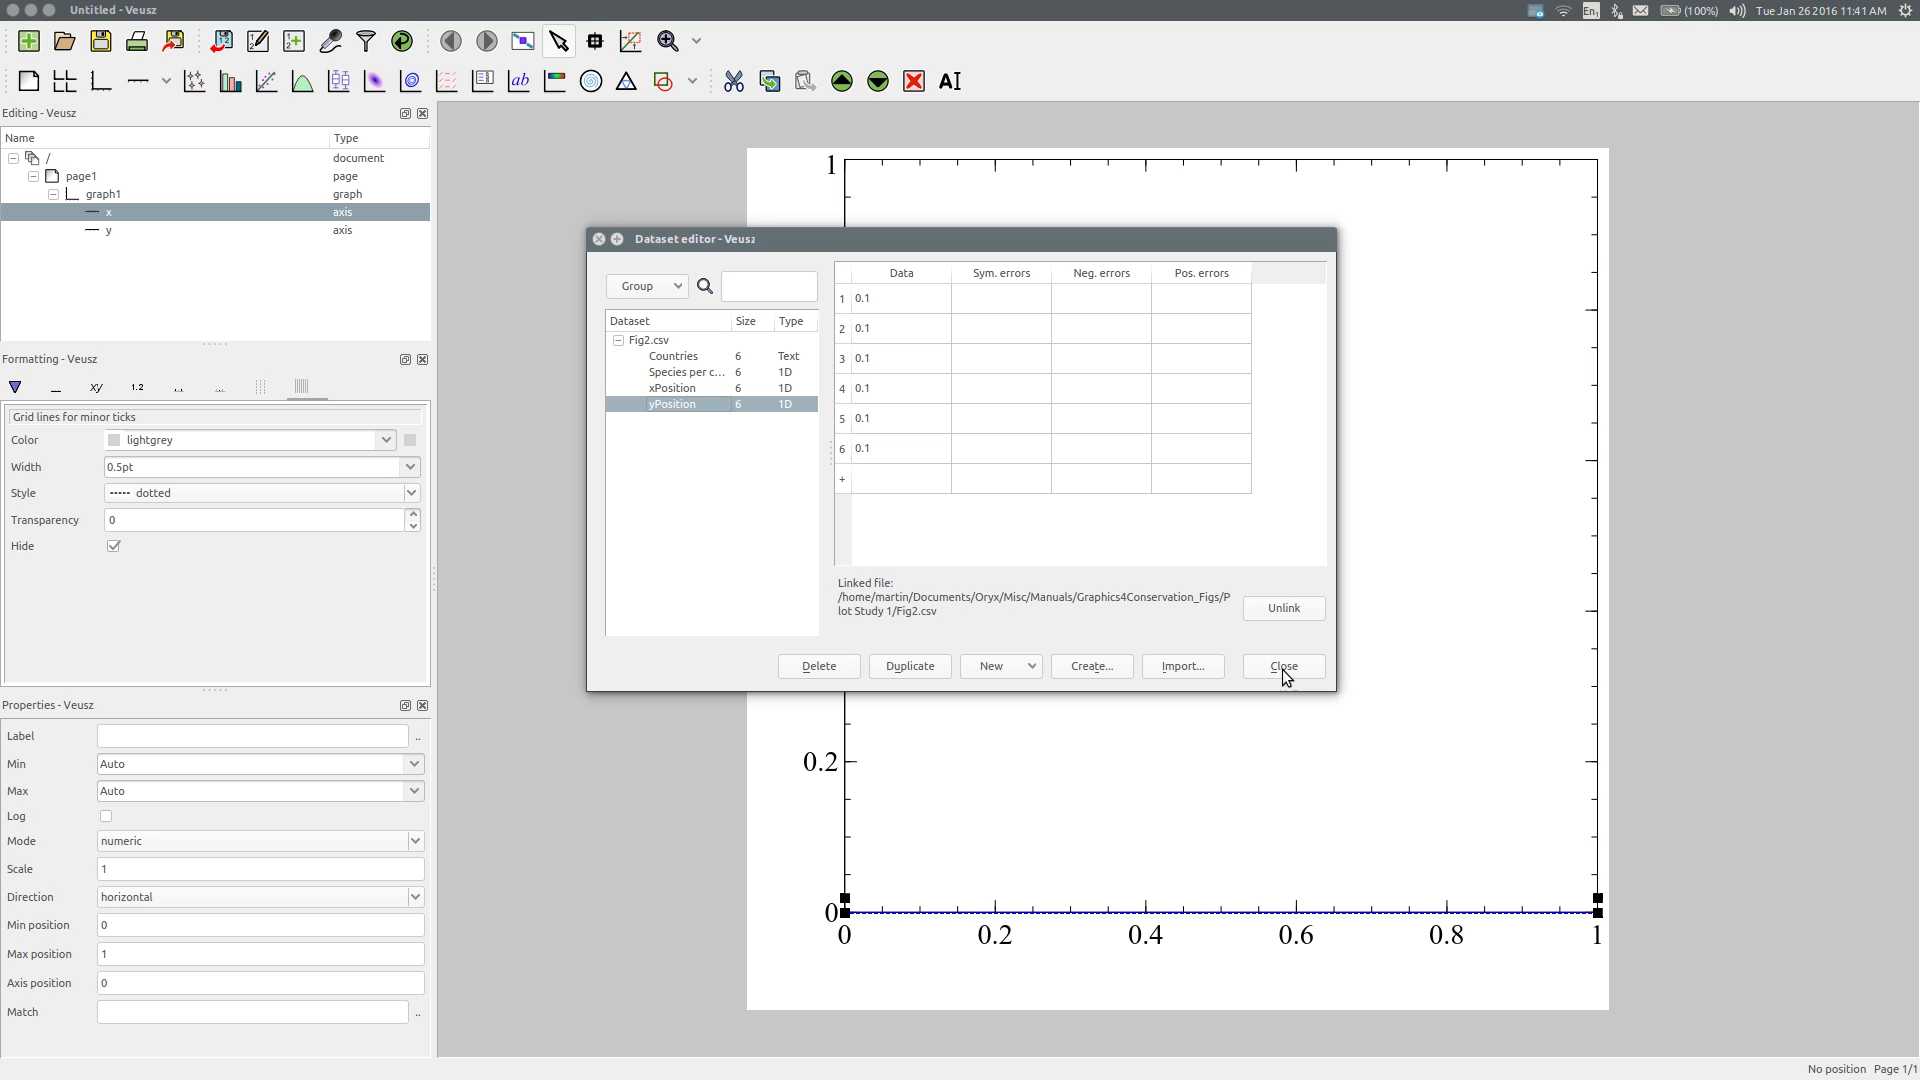 Untitled - Veusz
En1
(100%)
Tue Jan 26 2016 11:41 AM
ab
AI
Editing - Veusz
Name Type
/ document
page1 page
graph1 graph
x axis
y axis
Formatting - Veusz
xy 1.2
Grid lines for minor ticks
Color lightgrey
Width 0.5pt
Style dotted
Transparency 0
Hide
Properties - Veusz
Label ..
Min Auto
Max Auto
Log
Mode numeric
Scale 1
Direction horizontal
Min position 0
Max position 1
Axis position 0
Match ..
1
0.2
0
0 0.2 0.4 0.6 0.8 1
Dataset editor - Veusz
Group
Dataset Size Type
Fig2.csv
Countries 6 Text
Species per c... 6 1D
xPosition 6 1D
yPosition 6 1D
Data Sym. errors Neg. errors Pos. errors
1 0.1
2 0.1
3 0.1
4 0.1
5 0.1
6 0.1
+
Linked file:
/home/martin/Documents/Oryx/Misc/Manuals/Graphics4Conservation_Figs/P
lot Study 1/Fig2.csv
Unlink
Delete Duplicate New Create... Import... Close
No position Page 1/1